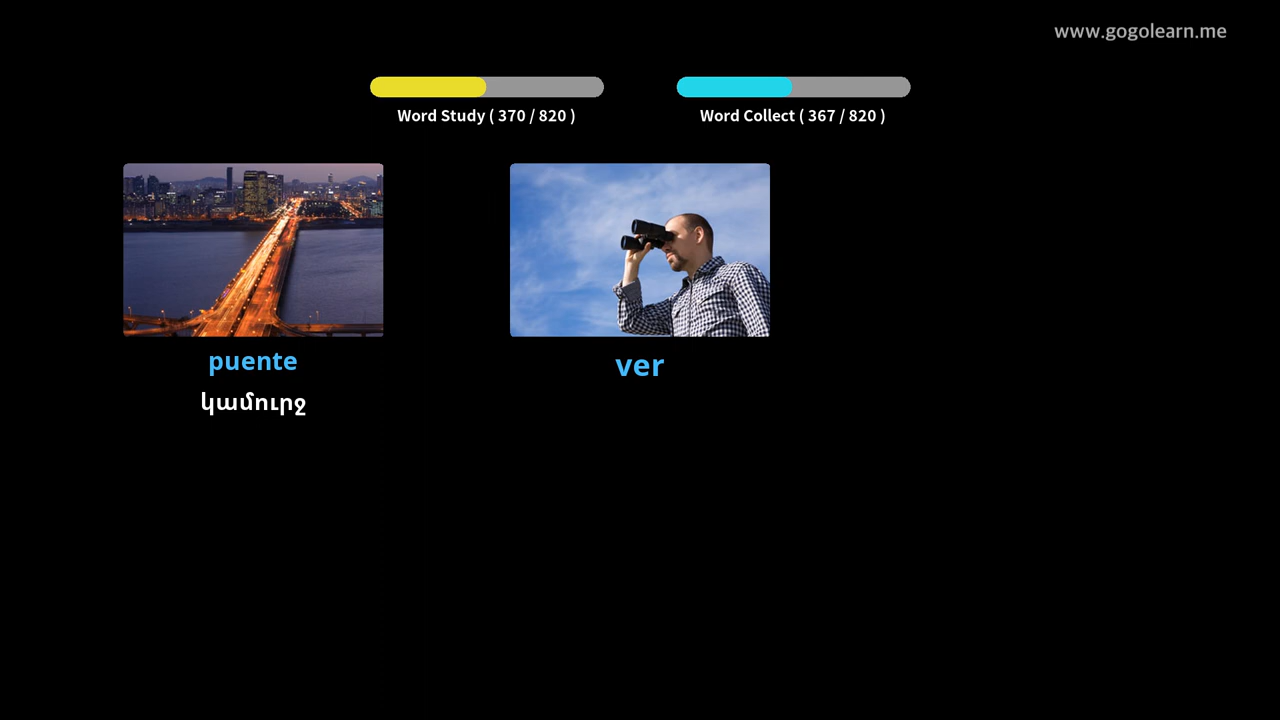 www.gogolearn.me
Word Study ( 370 / 820 )
Word Collect ( 367 / 820 )
puente
կամուրջ
ver